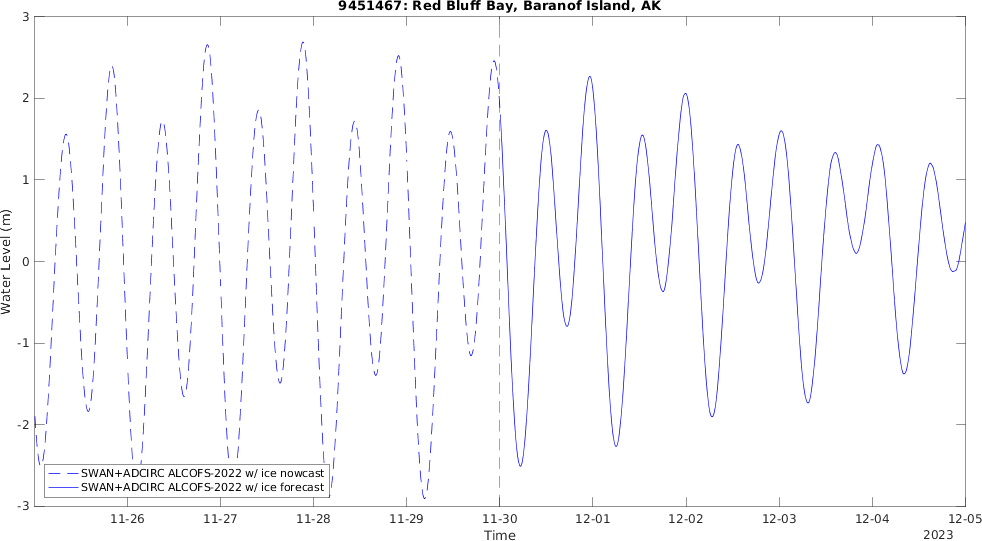 9451467: Red Bluff Bay, Baranof Island, AK
3
2
1
0
-1
-2
-3
Water Level (m)
SWAN+ADCIRC ALCOFS-2022 w/ ice nowcast
SWAN+ADCIRC ALCOFS-2022 w/ ice forecast
11-26 11-27 11-28 11-29 11-30 12-01 12-02 12-03 12-04 12-05
Time
2023